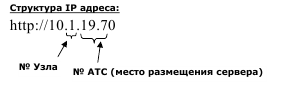 Структура IP адреса:
http://10.1.19.70
№ Узла
№ АТС (место размещения сервера)